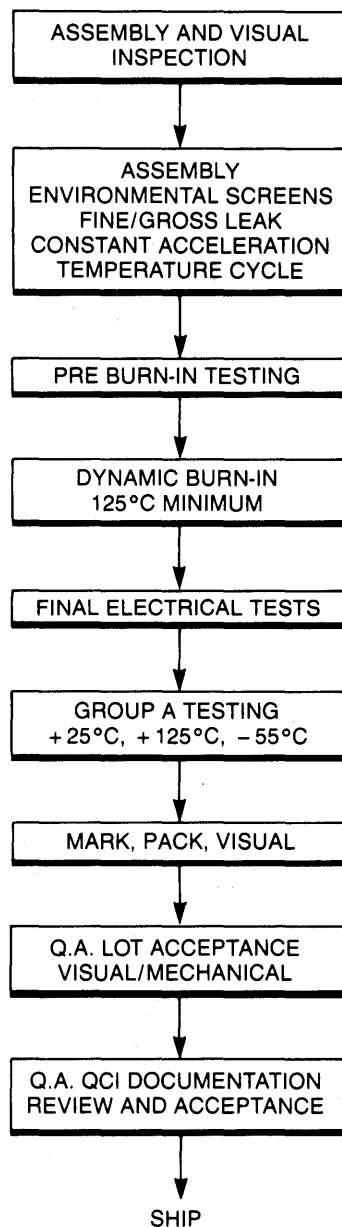 ASSEMBLY AND VISUAL
INSPECTION
ASSEMBLY
ENVIRONMENTAL SCREENS
FINE/GROSS LEAK
CONSTANT ACCELERATION
TEMPERATURE CYCLE
PRE BURN-IN TESTING
DYNAMIC BURN-IN
125°C MINIMUM
FINAL ELECTRICAL TESTS
GROUP A TESTING
+25°C, +125°C, −55°C
MARK, PACK, VISUAL
Q.A. LOT ACCEPTANCE
VISUAL/MECHANICAL
Q.A. QCI DOCUMENTATION
REVIEW AND ACCEPTANCE
SHIP